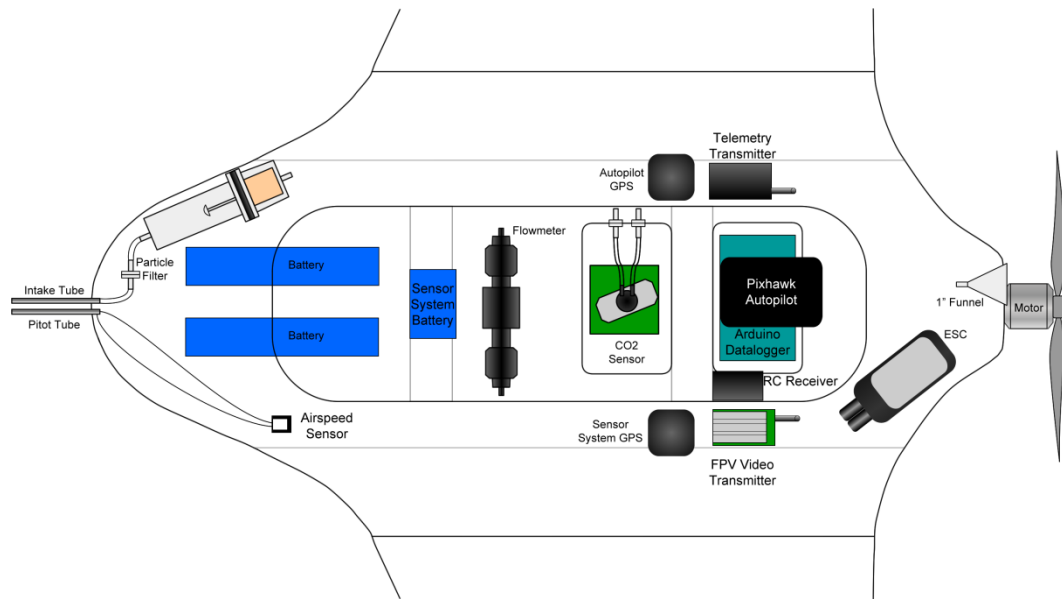 Telemetry
Transmitter
Autopilot
GPS
Flowmeter
Particle
Filter
Battery
Intake Tube
Pitot Tube
Sensor
System
Battery
Battery
CO2
Sensor
Pixhawk
Autopilot
Arduino
Datalogger
1" Funnel
Motor
ESC
RC Receiver
Airspeed
Sensor
Sensor
System GPS
FPV Video
Transmitter